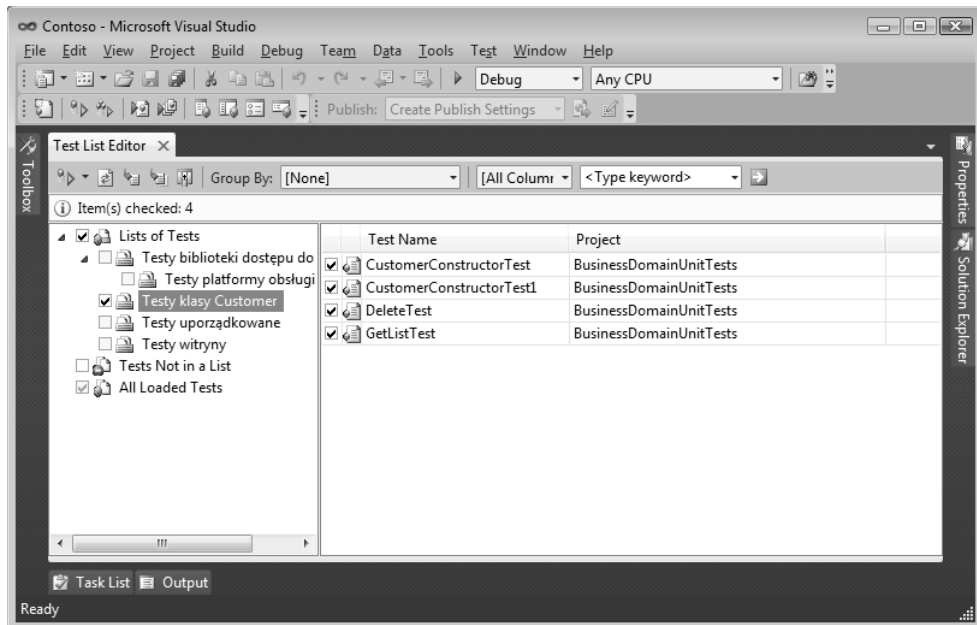 Contoso - Microsoft Visual Studio
File Edit View Project Build Debug Team Data Tools Test Window Help
Debug Any CPU
Publish: Create Publish Settings
Toolbox
Test List Editor
Group By: [None] [All Column <Type keyword>
Item(s) checked: 4
Lists of Tests
Testy biblioteki dostępu do
Testy platformy obsługi
Testy klasy Customer
Testy uporządkowane
Testy witryny
Tests Not in a List
All Loaded Tests
Test Name Project
CustomerConstructorTest BusinessDomainUnitTests
CustomerConstructorTest1 BusinessDomainUnitTests
DeleteTest BusinessDomainUnitTests
GetListTest BusinessDomainUnitTests
Properties
Solution Explorer
Task List Output
Ready